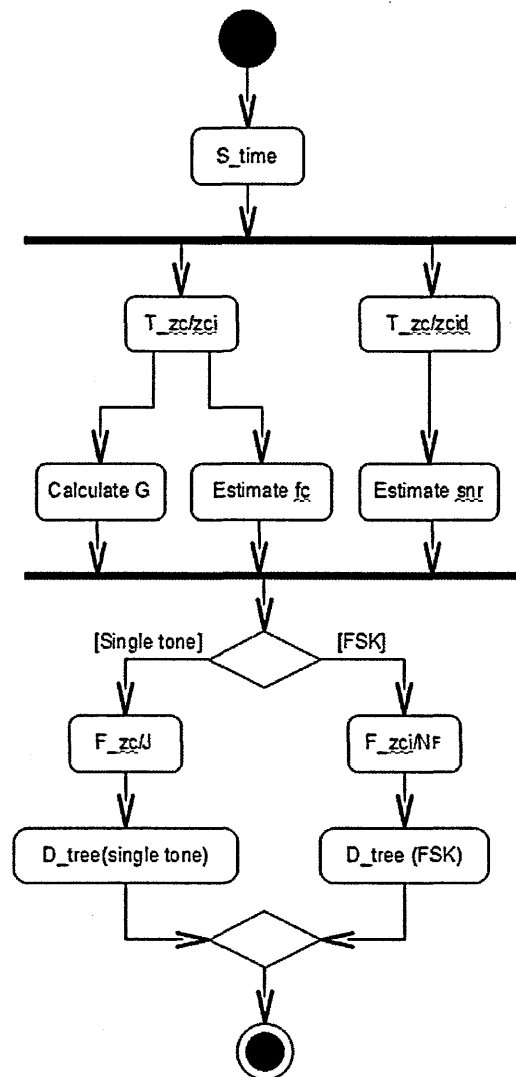 S_time
T_zc/zci
T_zc/zcid
Calculate G
Estimate fc
Estimate snr
[Single tone]
[FSK]
F_zc/J
F_zci/NF
D_tree(single tone)
D_tree (FSK)